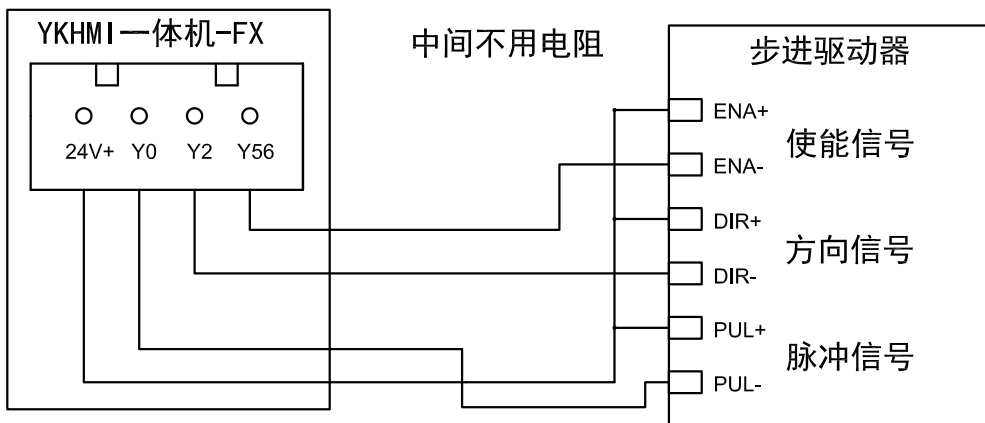 YKHMI一体机-FX
24V+ Y0 Y2 Y56
中间不用电阻
步进驱动器
ENA+
使能信号
ENA-
DIR+
方向信号
DIR-
PUL+
脉冲信号
PUL-